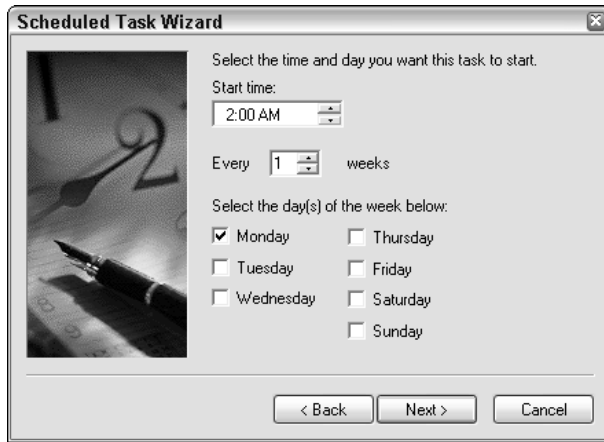 Scheduled Task Wizard
Select the time and day you want this task to start.
Start time:
2:00 AM
Every 1 weeks
Select the day(s) of the week below:
Monday
Thursday
Tuesday
Friday
Wednesday
Saturday
Sunday
< Back
Next >
Cancel